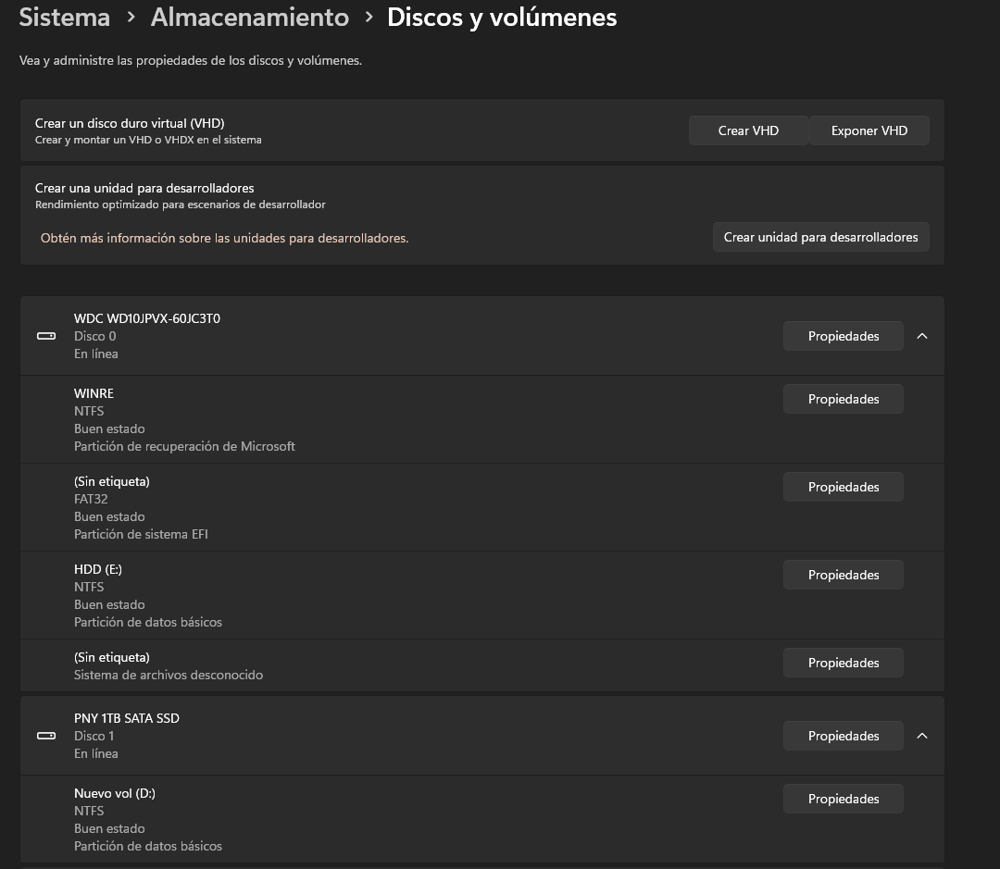 Sistema > Almacenamiento > Discos y volúmenes
Vea y administre las propiedades de los discos y volúmenes.
Crear un disco duro virtual (VHD)
Crear y montar un VHD o VHDX en el sistema
Crear VHD
Exponer VHD
Crear una unidad para desarrolladores
Rendimiento optimizado para escenarios de desarrollador
Obtén más información sobre las unidades para desarrolladores.
Crear unidad para desarrolladores
WDC WD10JPVX-60JC3T0
Disco 0
En línea
Propiedades
WINRE
NTFS
Buen estado
Partición de recuperación de Microsoft
Propiedades
(Sin etiqueta)
FAT32
Buen estado
Partición de sistema EFI
Propiedades
HDD (E:)
NTFS
Buen estado
Partición de datos básicos
Propiedades
(Sin etiqueta)
Sistema de archivos desconocido
Propiedades
PNY 1TB SATA SSD
Disco 1
En línea
Propiedades
Nuevo vol (D:)
NTFS
Buen estado
Partición de datos básicos
Propiedades